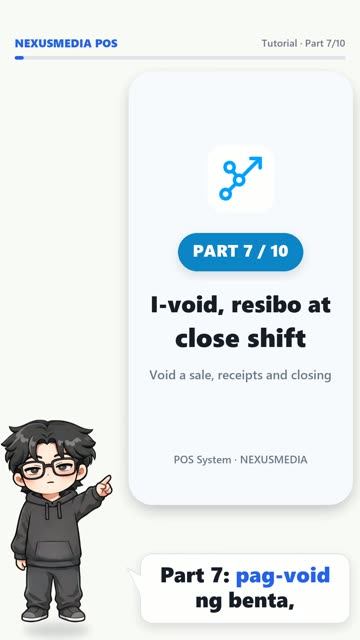 NEXUSMEDIA POS
Tutorial · Part 7/10
PART 7 / 10
I-void, resibo at
close shift
Void a sale, receipts and closing
POS System · NEXUSMEDIA
Part 7: pag-void
ng benta,